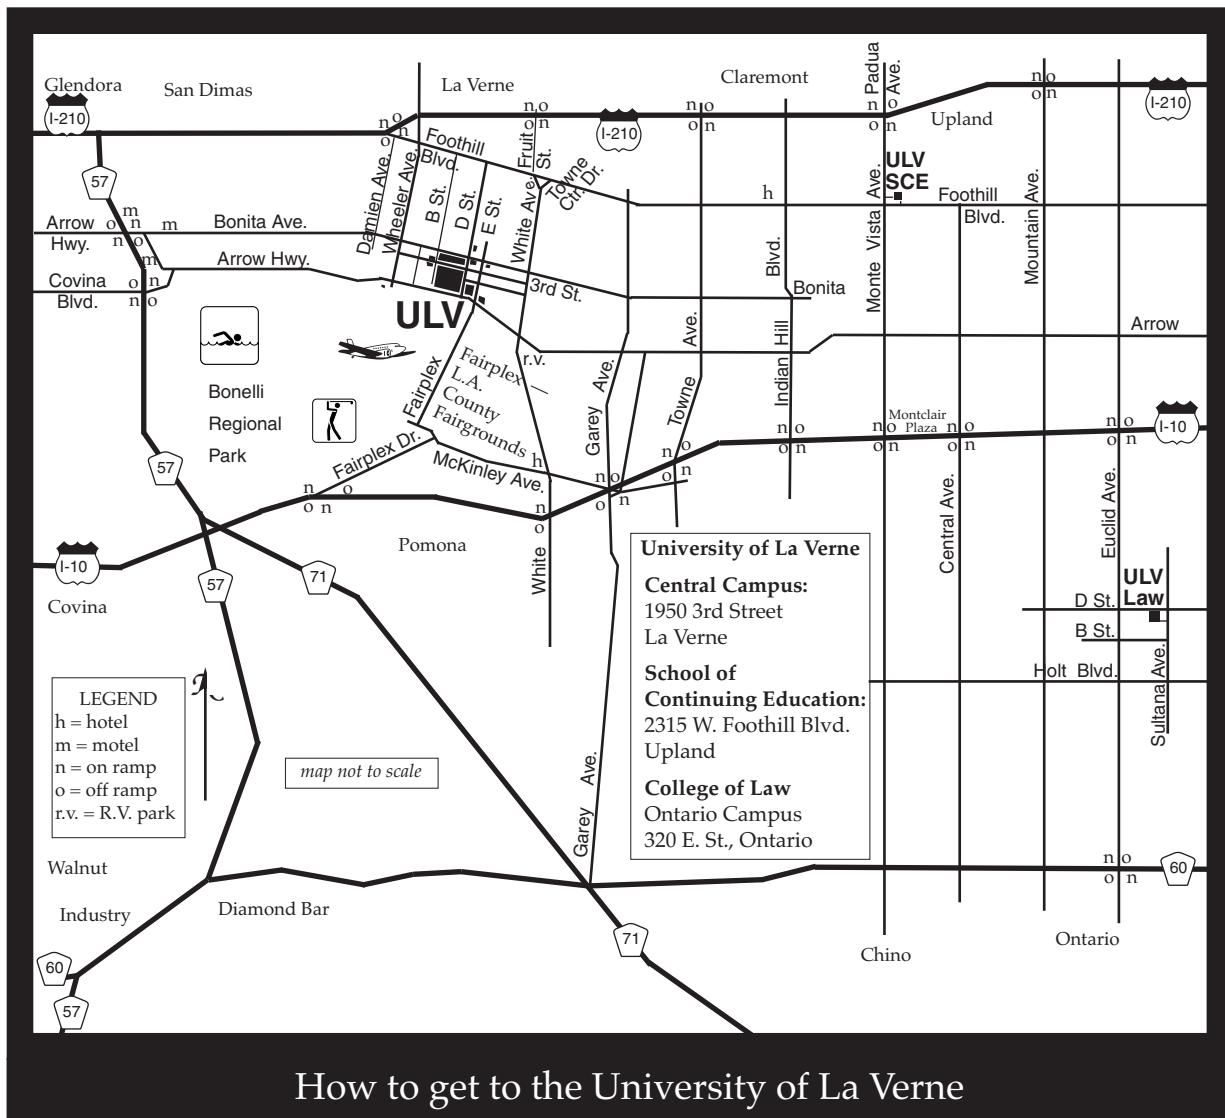 Glendora
San Dimas
La Verne
Claremont
Padua
Ave.
I-210
I-210
I-210
Upland
n o
o n
n o
o n
n o
o n
n o
o n
n o
o n
57
Foothill
Blvd.
Fruit
St.
Towne
Ctr. Dr.
Damien Ave.
Wheeler Ave.
B St.
D St.
E St.
White Ave.
h
ULV
SCE
Foothill
Blvd.
Monte Vista Ave.
Mountain Ave.
Arrow
Hwy.
m
o n
n o
m
Bonita Ave.
m
Arrow Hwy.
Covina
Blvd.
o n
n o
3rd St.
Blvd.
Bonita
ULV
Ave.
Indian Hill
Arrow
r.v.
Fairplex
Fairplex —
L.A.
County
Fairgrounds
Garey Ave.
Towne
Bonelli
Regional
Park
Montclair
Plaza
I-10
57
Fairplex Dr.
McKinley Ave.
h
n o
o n
n o
o n
n o
o n
n o
o n
n o
o n
n o
o n
n o
o n
n
o
Pomona
White
Central Ave.
Euclid Ave.
I-10
Covina
57
71
University of La Verne
Central Campus:
1950 3rd Street
La Verne
School of
Continuing Education:
2315 W. Foothill Blvd.
Upland
College of Law
Ontario Campus
320 E. St., Ontario
ULV
Law
D St.
B St.
Holt Blvd.
Sultana Ave.
LEGEND
h = hotel
m = motel
n = on ramp
o = off ramp
r.v. = R.V. park
map not to scale
Garey Ave.
Walnut
Industry
Diamond Bar
n o
o n
60
60
57
71
Chino
Ontario
How to get to the University of La Verne